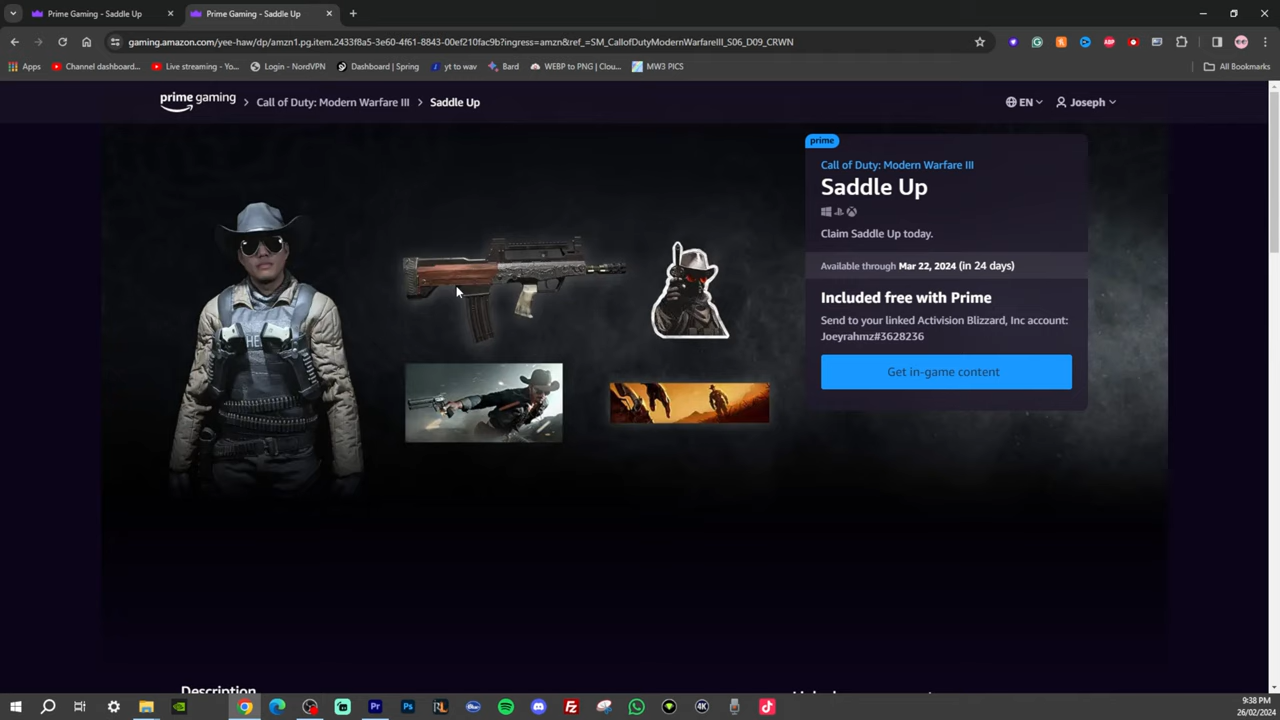 Prime Gaming - Saddle Up
Prime Gaming - Saddle Up
gaming.amazon.com/yee-haw/dp/amzn1.pg.item.2433f8a5-3e60-4f61-8843-00ef210fac9b?ingress=amzn&ref_=SM_CallofDutyModernWarfareIII_S06_D09_CRWN
Apps
Channel dashboard...
Live streaming - Yo...
Login - NordVPN
Dashboard | Spring
yt to wav
Bard
WEBP to PNG | Clou...
MW3 PICS
All Bookmarks
prime gaming
Call of Duty: Modern Warfare III
Saddle Up
EN
Joseph
prime
Call of Duty: Modern Warfare III
Saddle Up
Claim Saddle Up today.
Available through Mar 22, 2024 (in 24 days)
Included free with Prime
Send to your linked Activision Blizzard, Inc account:
Joeyrahmz#3628236
Get in-game content
Description
9:38 PM
26/02/2024